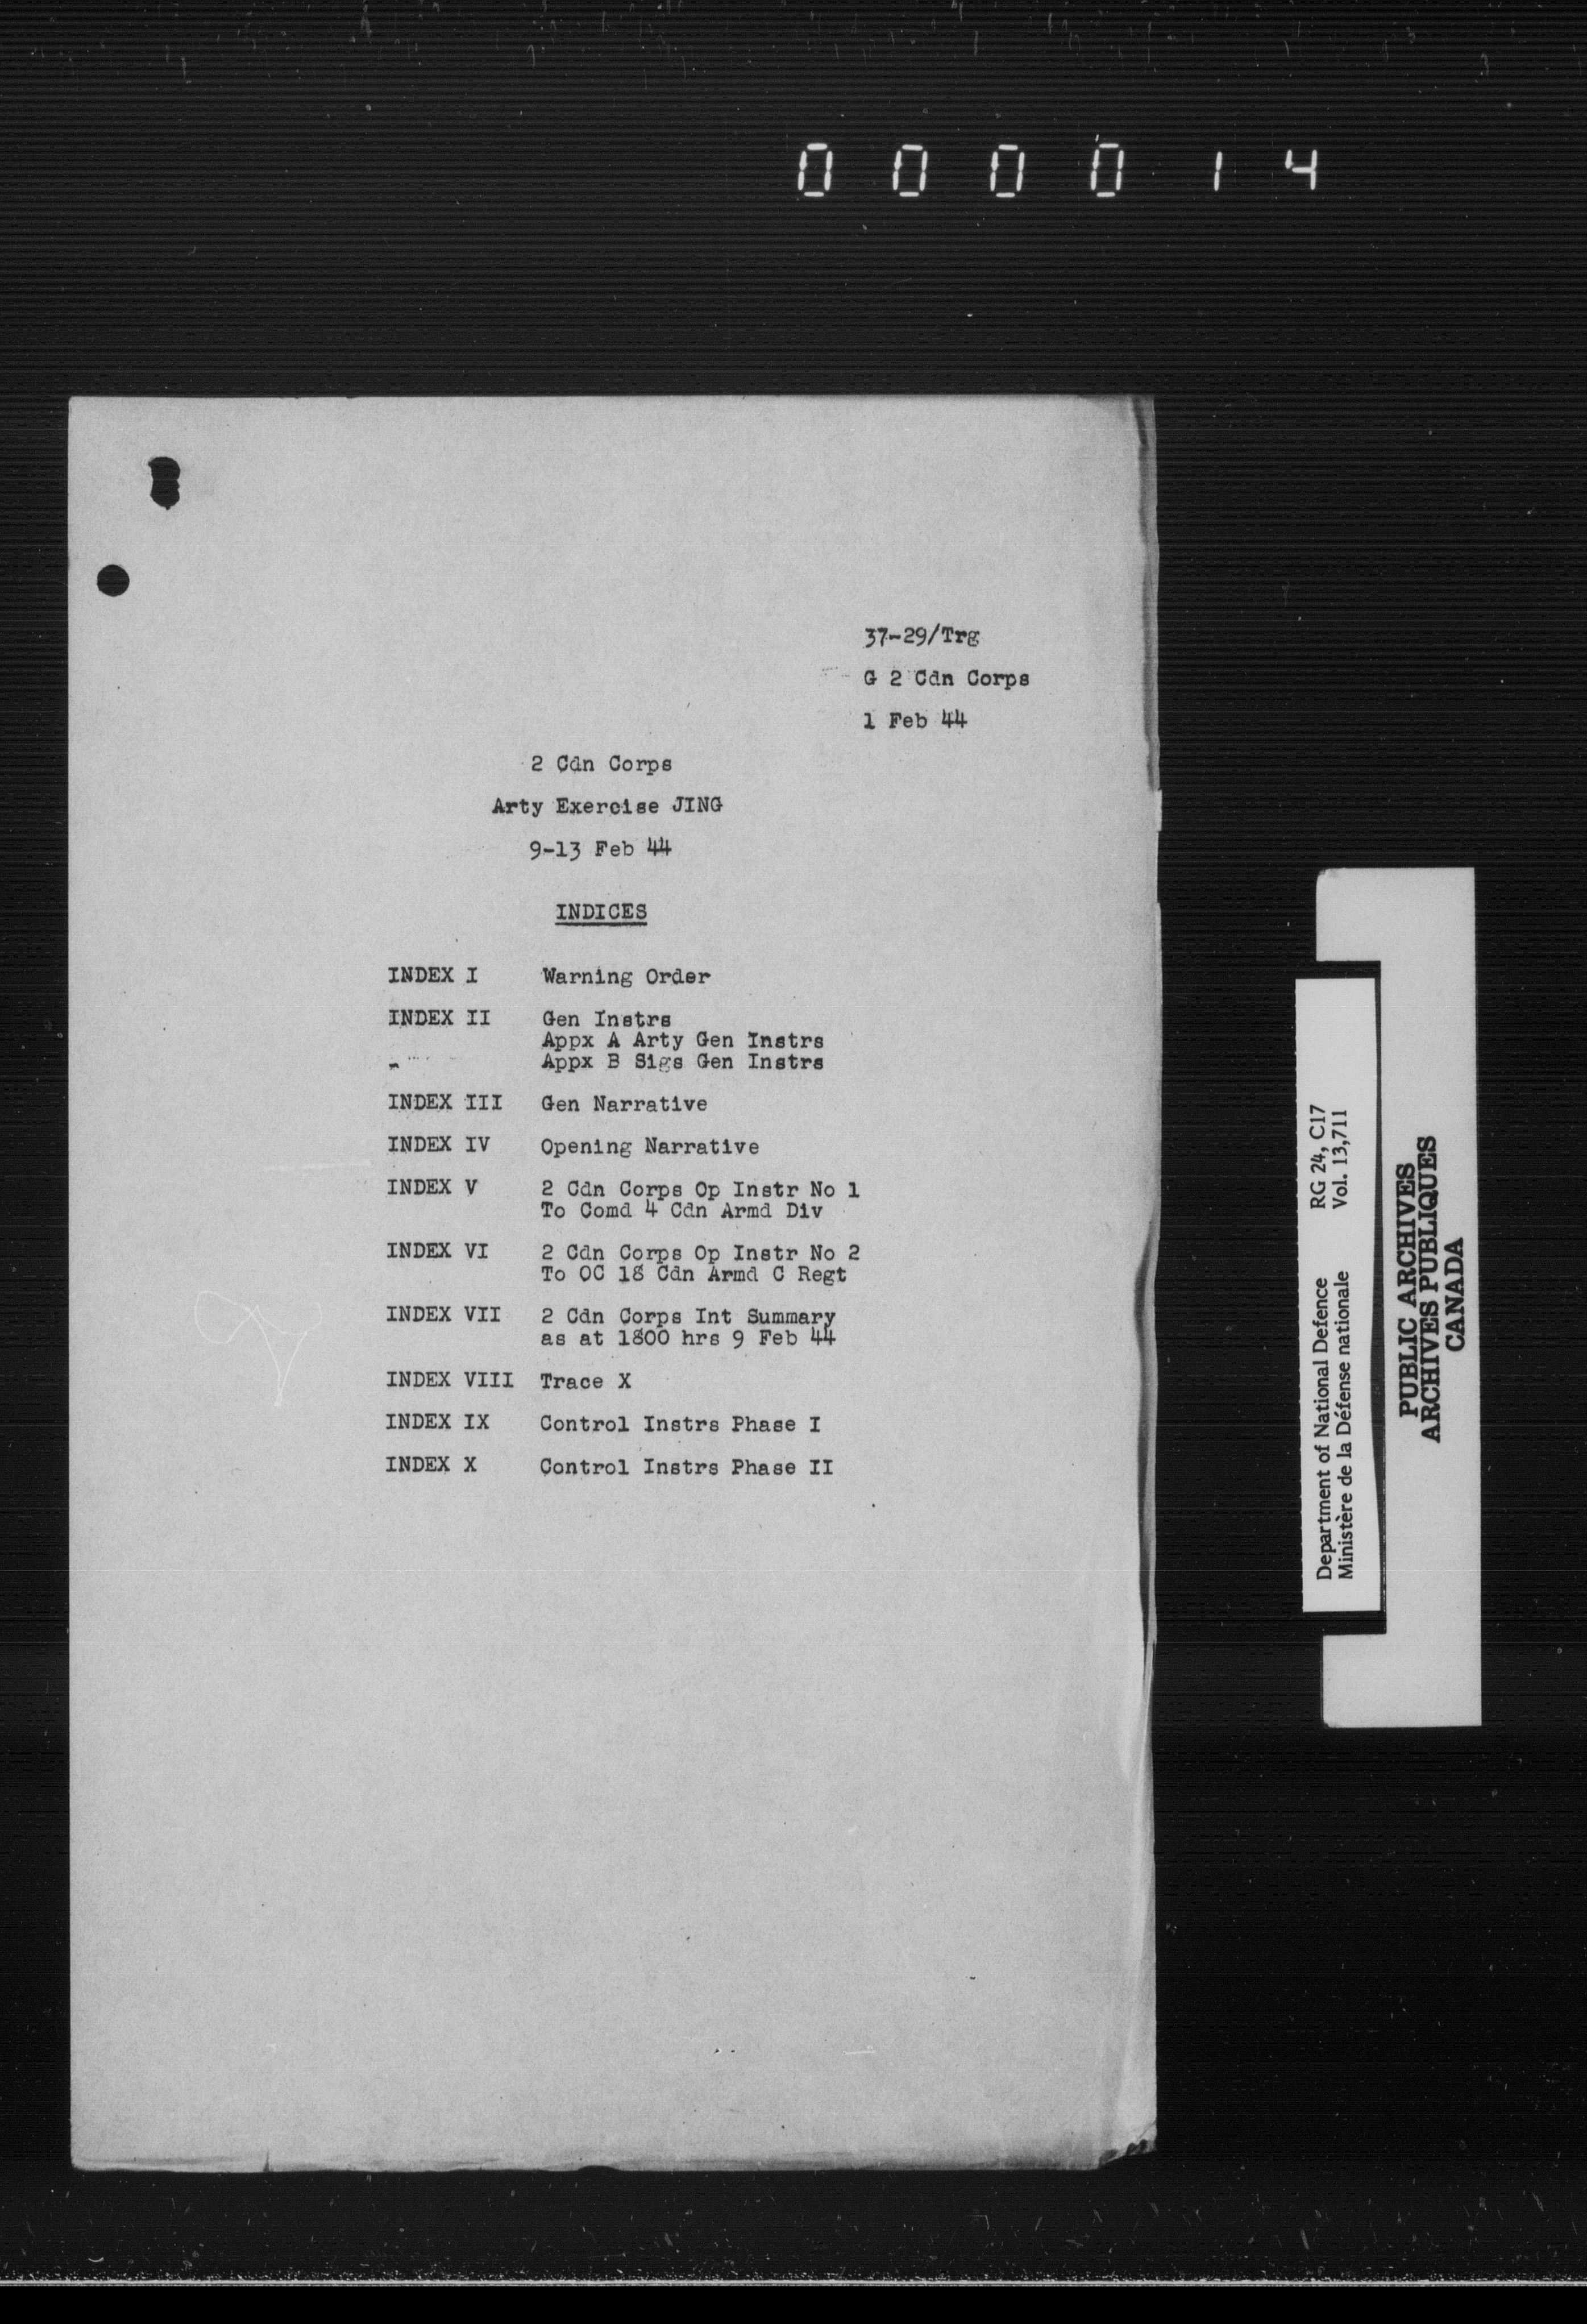 0 0 0 0 1 4
37-29/Trg
G 2 Cdn Corps
1 Feb 44
2 Cdn Corps
Arty Exercise JING
9-13 Feb 44
INDICES
INDEX I Warning Order
INDEX II Gen Instrs
Appx A Arty Gen Instrs
Appx B Sigs Gen Instrs
INDEX III Gen Narrative
INDEX IV Opening Narrative
INDEX V 2 Cdn Corps Op Instr No 1
To Comd 4 Cdn Armd Div
INDEX VI 2 Cdn Corps Op Instr No 2
To OC 18 Cdn Armd C Regt
INDEX VII 2 Cdn Corps Int Summary
as at 1800 hrs 9 Feb 44
INDEX VIII Trace X
INDEX IX Control Instrs Phase I
INDEX X Control Instrs Phase II
Department of National Defence RG 24, C17
Ministère de la Défense nationale Vol. 13,711
PUBLIC ARCHIVES
ARCHIVES PUBLIQUES
CANADA